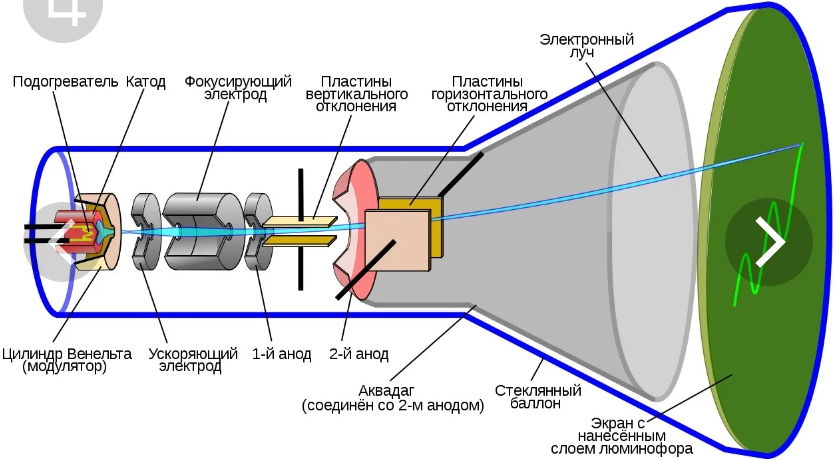 Электронный
луч
Подогреватель Катод
Фокусирующий
электрод
Пластины
вертикального
отклонения
Пластины
горизонтального
отклонения
Цилиндр Венельта
(модулятор)
Ускоряющий
электрод
1-й анод
2-й анод
Аквадаг
(соединён со 2-м анодом)
Стеклянный
баллон
Экран с
нанесённым
слоем люминофора